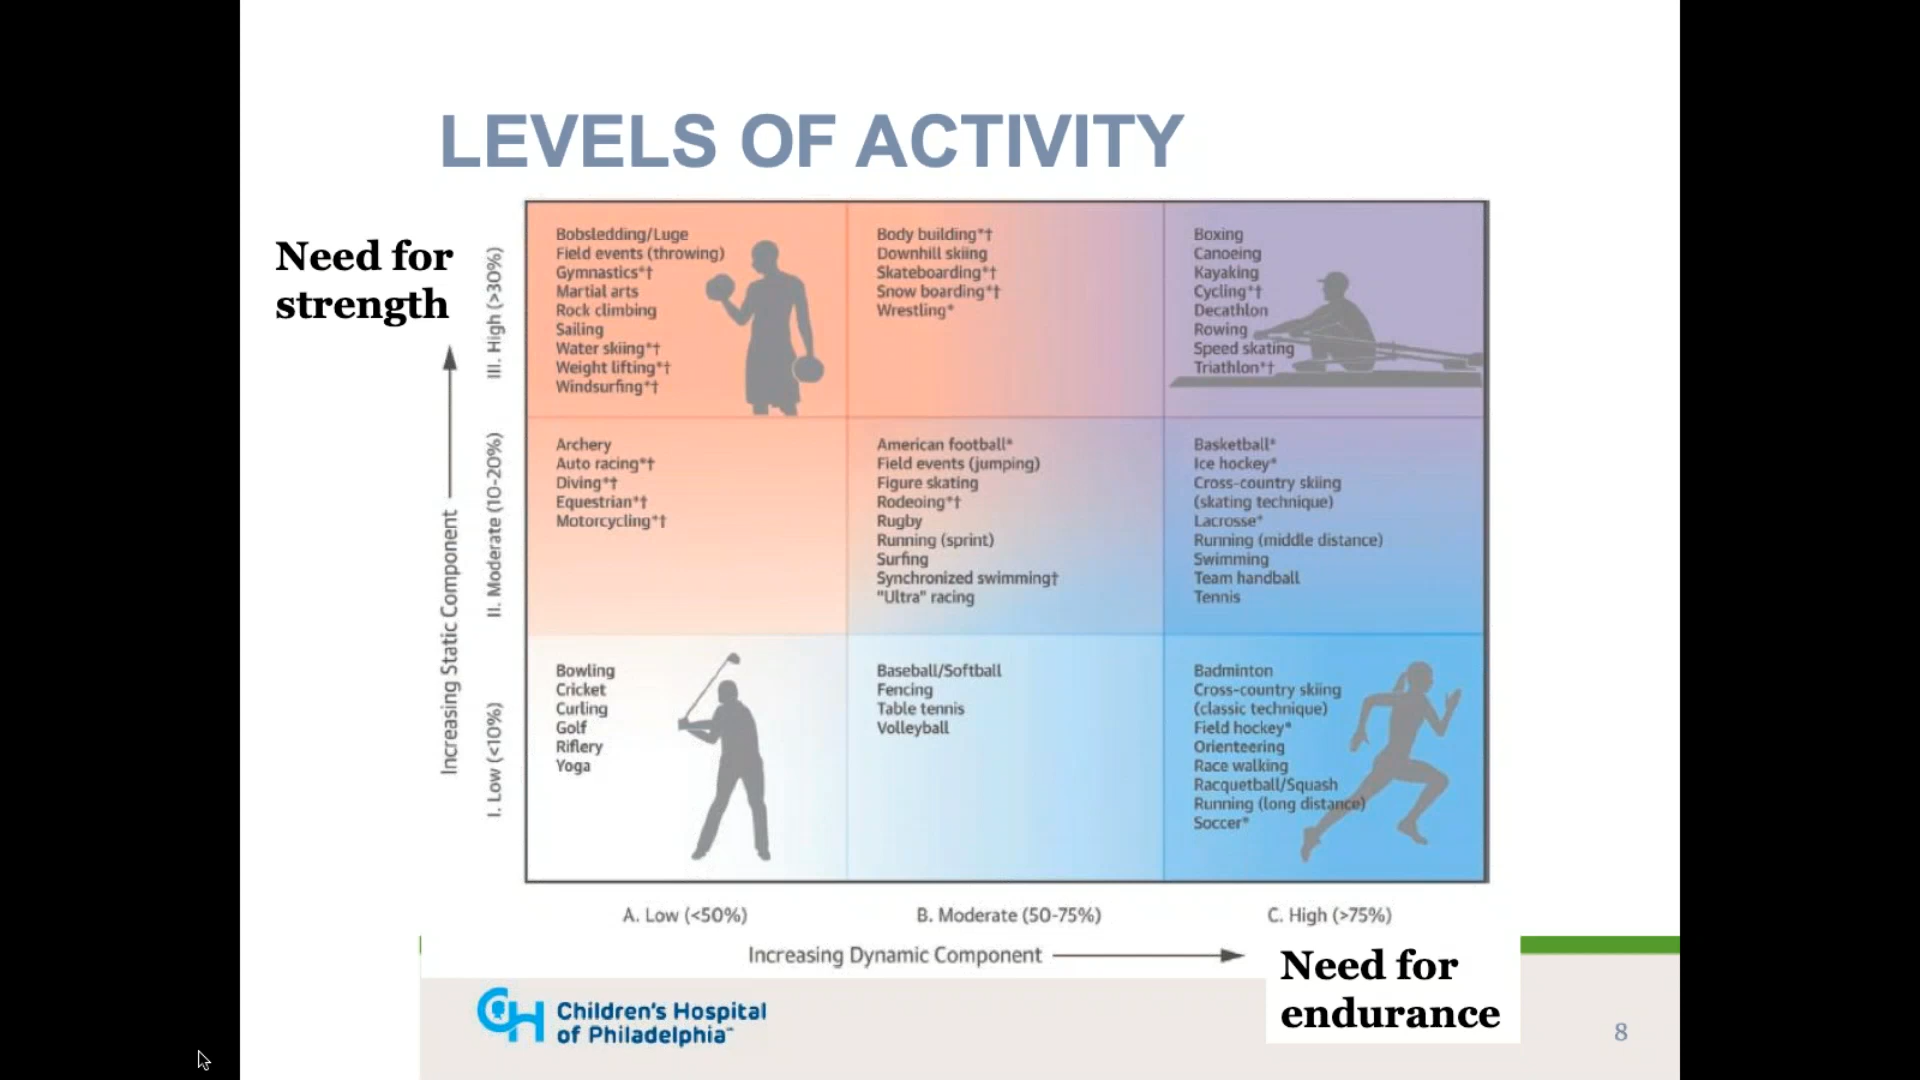 LEVELS OF ACTIVITY
Need for
strength
Increasing Static Component
III. High (>30%)
II. Moderate (10-20%)
I. Low (<10%)
Bobsledding/Luge
Field events (throwing)
Gymnastics*†
Martial arts
Rock climbing
Sailing
Water skiing*†
Weight lifting*†
Windsurfing*†
Body building*†
Downhill skiing
Skateboarding*†
Snow boarding*†
Wrestling*
Boxing
Canoeing
Kayaking
Cycling*†
Decathlon
Rowing
Speed skating
Triathlon*†
Archery
Auto racing*†
Diving*†
Equestrian*†
Motorcycling*†
American football*
Field events (jumping)
Figure skating
Rodeoing*†
Rugby
Running (sprint)
Surfing
Synchronized swimming†
"Ultra" racing
Basketball*
Ice hockey*
Cross-country skiing
(skating technique)
Lacrosse*
Running (middle distance)
Swimming
Team handball
Tennis
Bowling
Cricket
Curling
Golf
Riflery
Yoga
Baseball/Softball
Fencing
Table tennis
Volleyball
Badminton
Cross-country skiing
(classic technique)
Field hockey*
Orienteering
Race walking
Racquetball/Squash
Running (long distance)
Soccer*
A. Low (<50%)
B. Moderate (50-75%)
C. High (>75%)
Increasing Dynamic Component
Need for
endurance
Children's Hospital
of Philadelphia
8